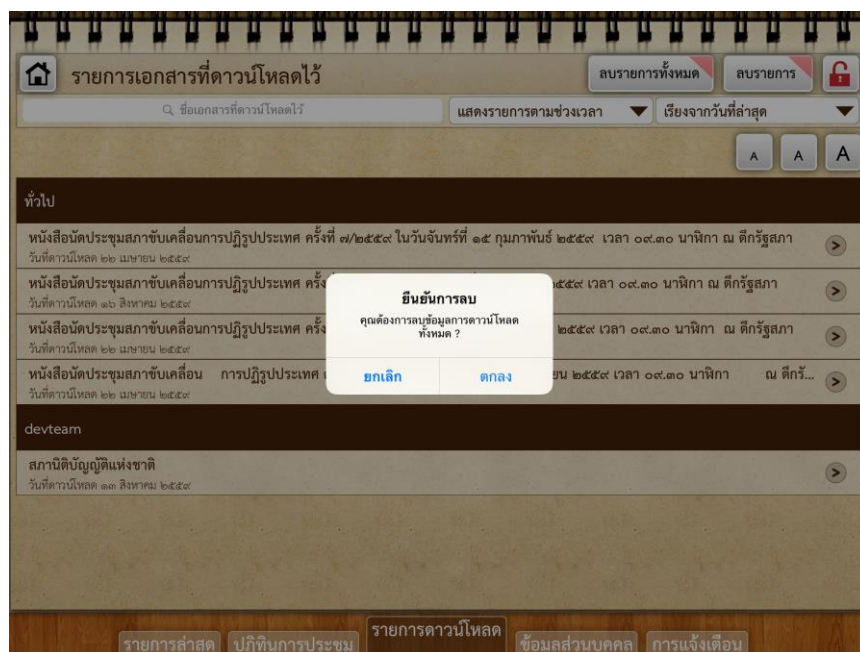 รายการเอกสารที่ดาวน์โหลดไว้ ลบรายการทั้งหมด ลบรายการ
ชื่อเอกสารที่ดาวน์โหลดไว้ แสดงรายการตามช่วงเวลา เรียงจากวันที่ล่าสุด
A A A
ทั่วไป
หนังสือนัดประชุมสภาขับเคลื่อนการปฏิรูปประเทศ ครั้งที่ ๗/๒๕๕๙ ในวันจันทร์ที่ ๑๕ กุมภาพันธ์ ๒๕๕๙ เวลา ๐๙.๓๐ นาฬิกา ณ ตึกรัฐสภา
วันที่ดาวน์โหลด ๒๒ เมษายน ๒๕๕๙
หนังสือนัดประชุมสภาขับเคลื่อนการปฏิรูปประเทศ ๒๕๕๙ เวลา ๐๙.๓๐ นาฬิกา ณ ตึกรัฐสภา
วันที่ดาวน์โหลด ๑๖ สิงหาคม ๒๕๕๙
หนังสือนัดประชุมสภาขับเคลื่อนการปฏิรูปประเทศ ๒๕๕๙ เวลา ๐๙.๓๐ นาฬิกา ณ ตึกรัฐสภา
วันที่ดาวน์โหลด ๒๒ เมษายน ๒๕๕๙
หนังสือนัดประชุมสภาขับเคลื่อน การปฏิรูปประเทศ ๒๕๕๙ เวลา ๐๙.๓๐ นาฬิกา ณ ตึกรั...
วันที่ดาวน์โหลด ๒๒ เมษายน ๒๕๕๙
ยืนยันการลบ
คุณต้องการลบข้อมูลการดาวน์โหลด
ทั้งหมด ?
ยกเลิก ตกลง
devteam
สภานิติบัญญัติแห่งชาติ
วันที่ดาวน์โหลด ๑๓ สิงหาคม ๒๕๕๙
รายการล่าสุด ปฏิทินการประชุม รายการดาวน์โหลด ข้อมูลส่วนบุคคล การแจ้งเตือน